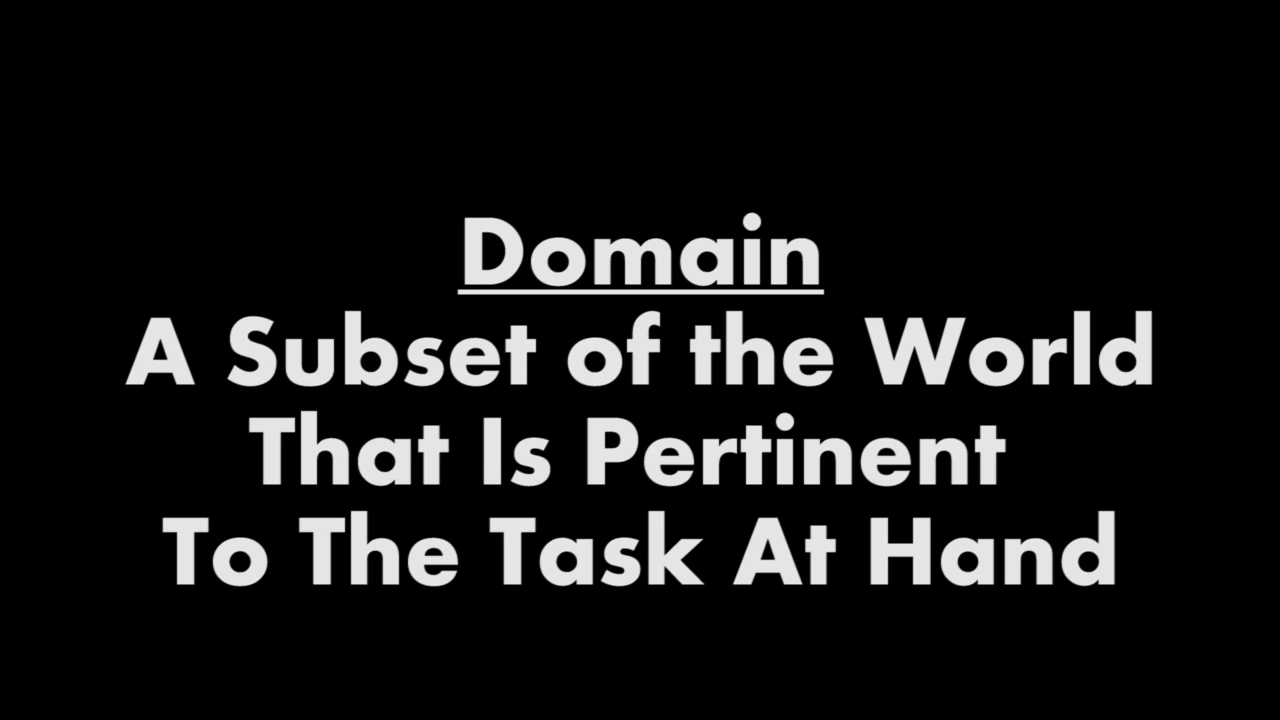 Domain
A Subset of the World
That Is Pertinent
To The Task At Hand